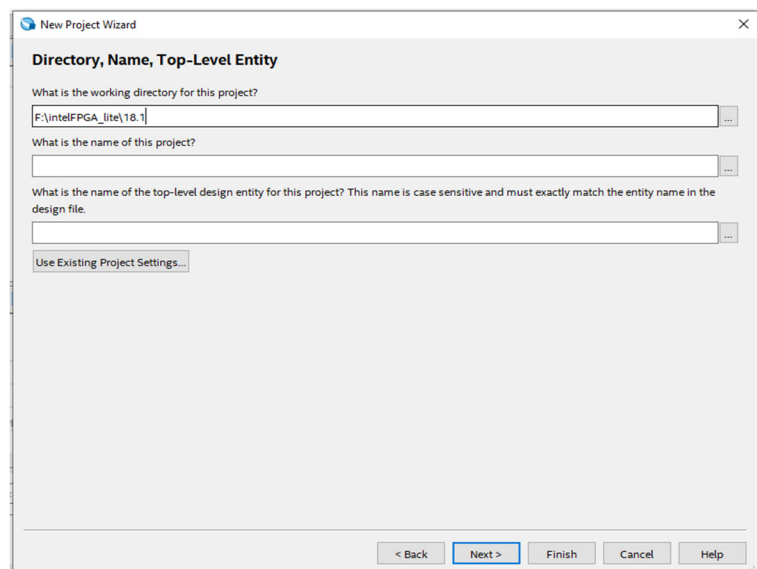 New Project Wizard
Directory, Name, Top-Level Entity
What is the working directory for this project?
F:\intelFPGA_lite\18.1
...
What is the name of this project?
...
What is the name of the top-level design entity for this project? This name is case sensitive and must exactly match the entity name in the
design file.
...
Use Existing Project Settings...
< Back Next > Finish Cancel Help